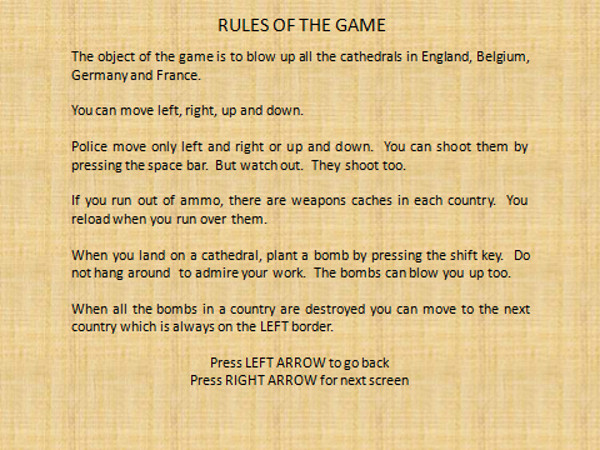 RULES OF THE GAME
The object of the game is to blow up all the cathedrals in England, Belgium,
Germany and France.
You can move left, right, up and down.
Police move only left and right or up and down. You can shoot them by
pressing the space bar. But watch out. They shoot too.
If you run out of ammo, there are weapons caches in each country. You
reload when you run over them.
When you land on a cathedral, plant a bomb by pressing the shift key. Do
not hang around to admire your work. The bombs can blow you up too.
When all the bombs in a country are destroyed you can move to the next
country which is always on the LEFT border.
Press LEFT ARROW to go back
Press RIGHT ARROW for next screen